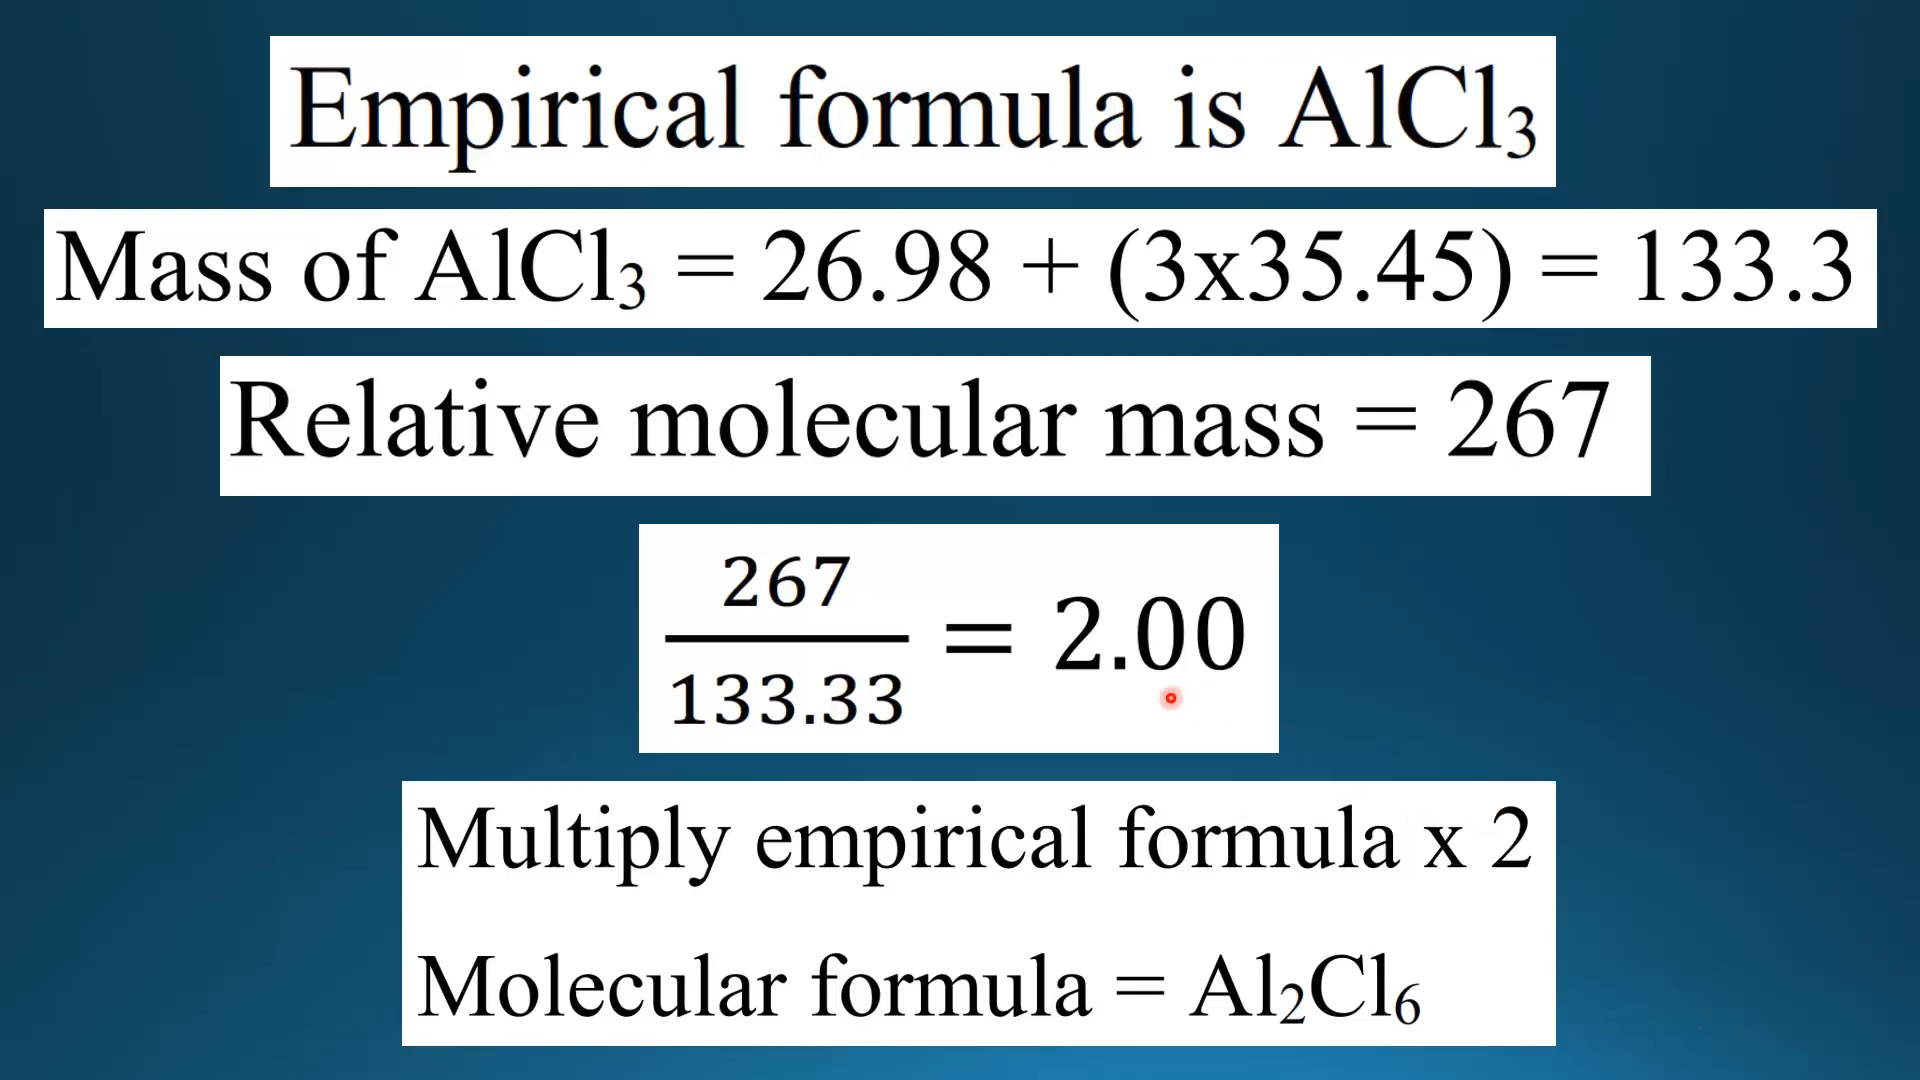 Empirical formula is AlCl₃
Mass of AlCl₃ = 26.98 + (3x35.45) = 133.3
Relative molecular mass = 267
267
133.33
= 2.00
Multiply empirical formula x 2
Molecular formula = Al₂Cl₆